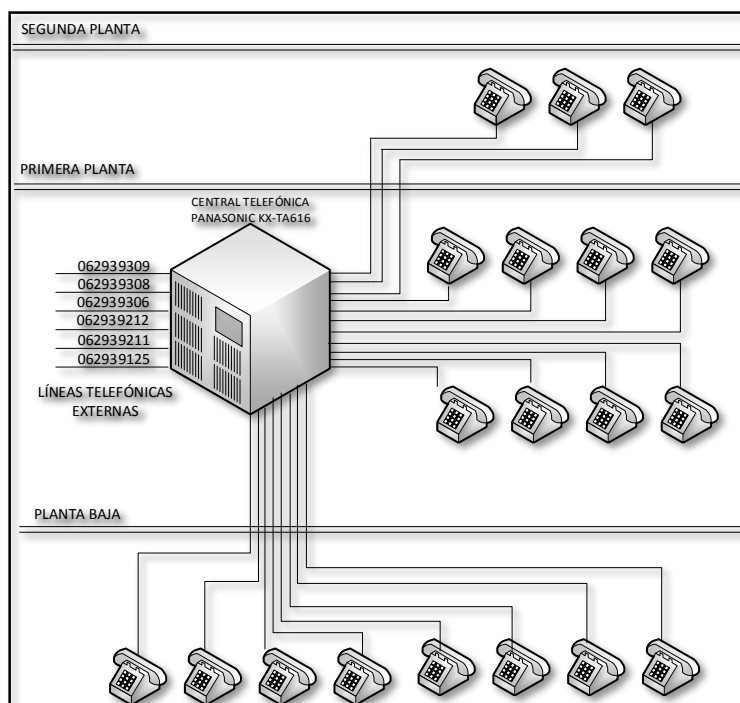 SEGUNDA PLANTA
PRIMERA PLANTA
CENTRAL TELEFÓNICA
PANASONIC KX-TA616
062939309
062939308
062939306
062939212
062939211
062939125
LÍNEAS TELEFÓNICAS
EXTERNAS
PLANTA BAJA